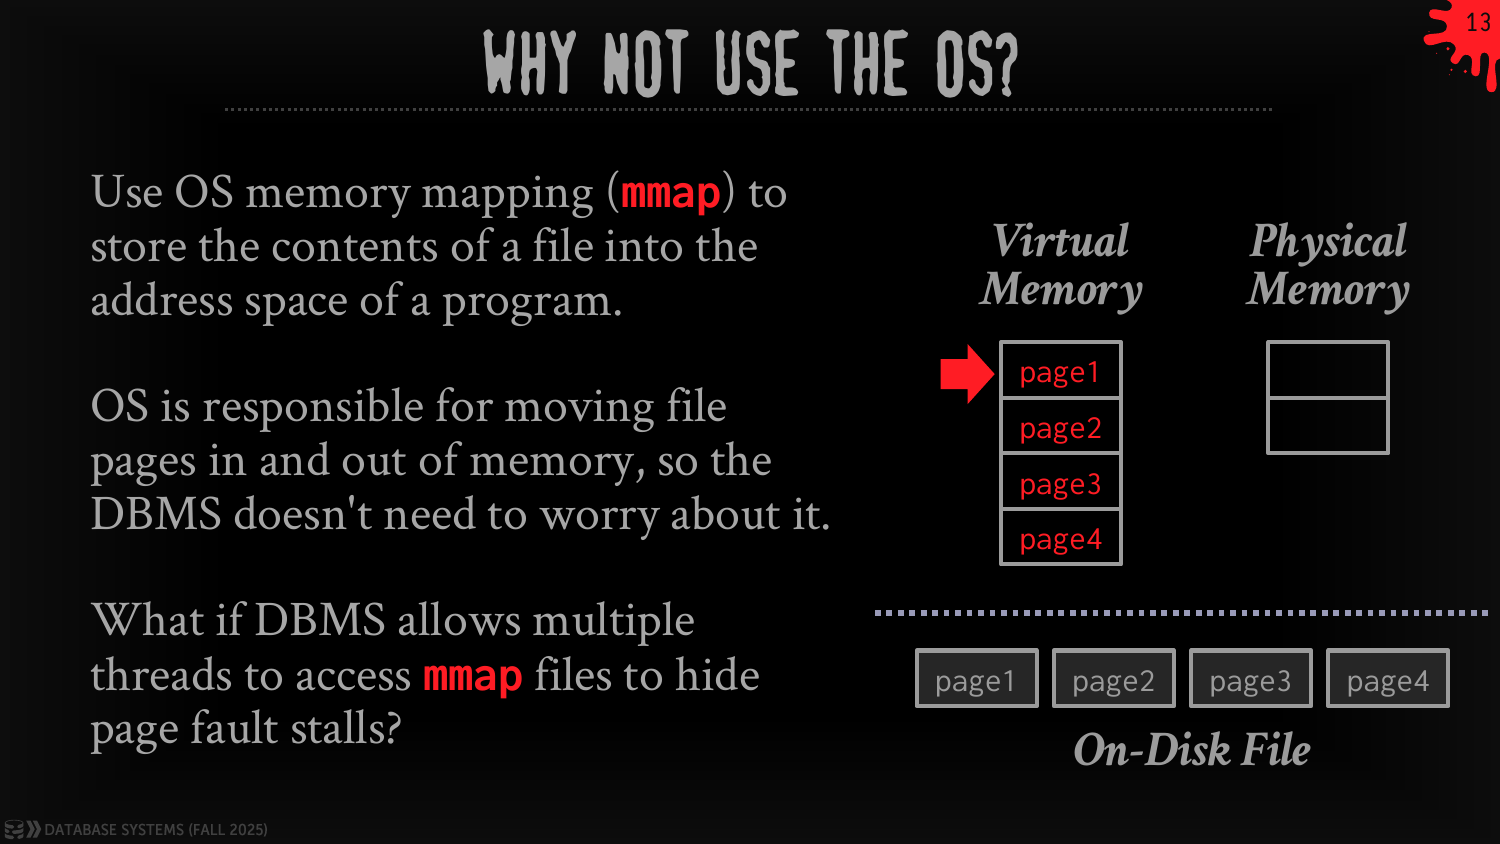 WHY NOT USE THE OS?
13
Use OS memory mapping (mmap) to
store the contents of a file into the
address space of a program.
OS is responsible for moving file
pages in and out of memory, so the
DBMS doesn't need to worry about it.
What if DBMS allows multiple
threads to access mmap files to hide
page fault stalls?
Virtual
Memory
page1
page2
page3
page4
Physical
Memory
page1
page2
page3
page4
On-Disk File
DATABASE SYSTEMS (FALL 2025)